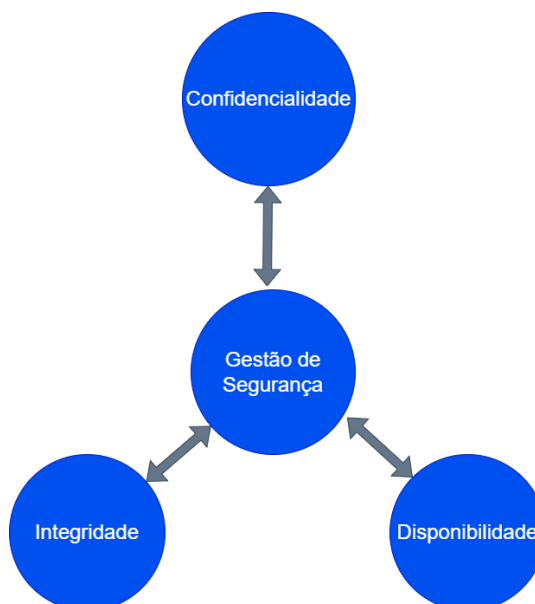 Confidencialidade
Gestão de
Segurança
Integridade
Disponibilidade